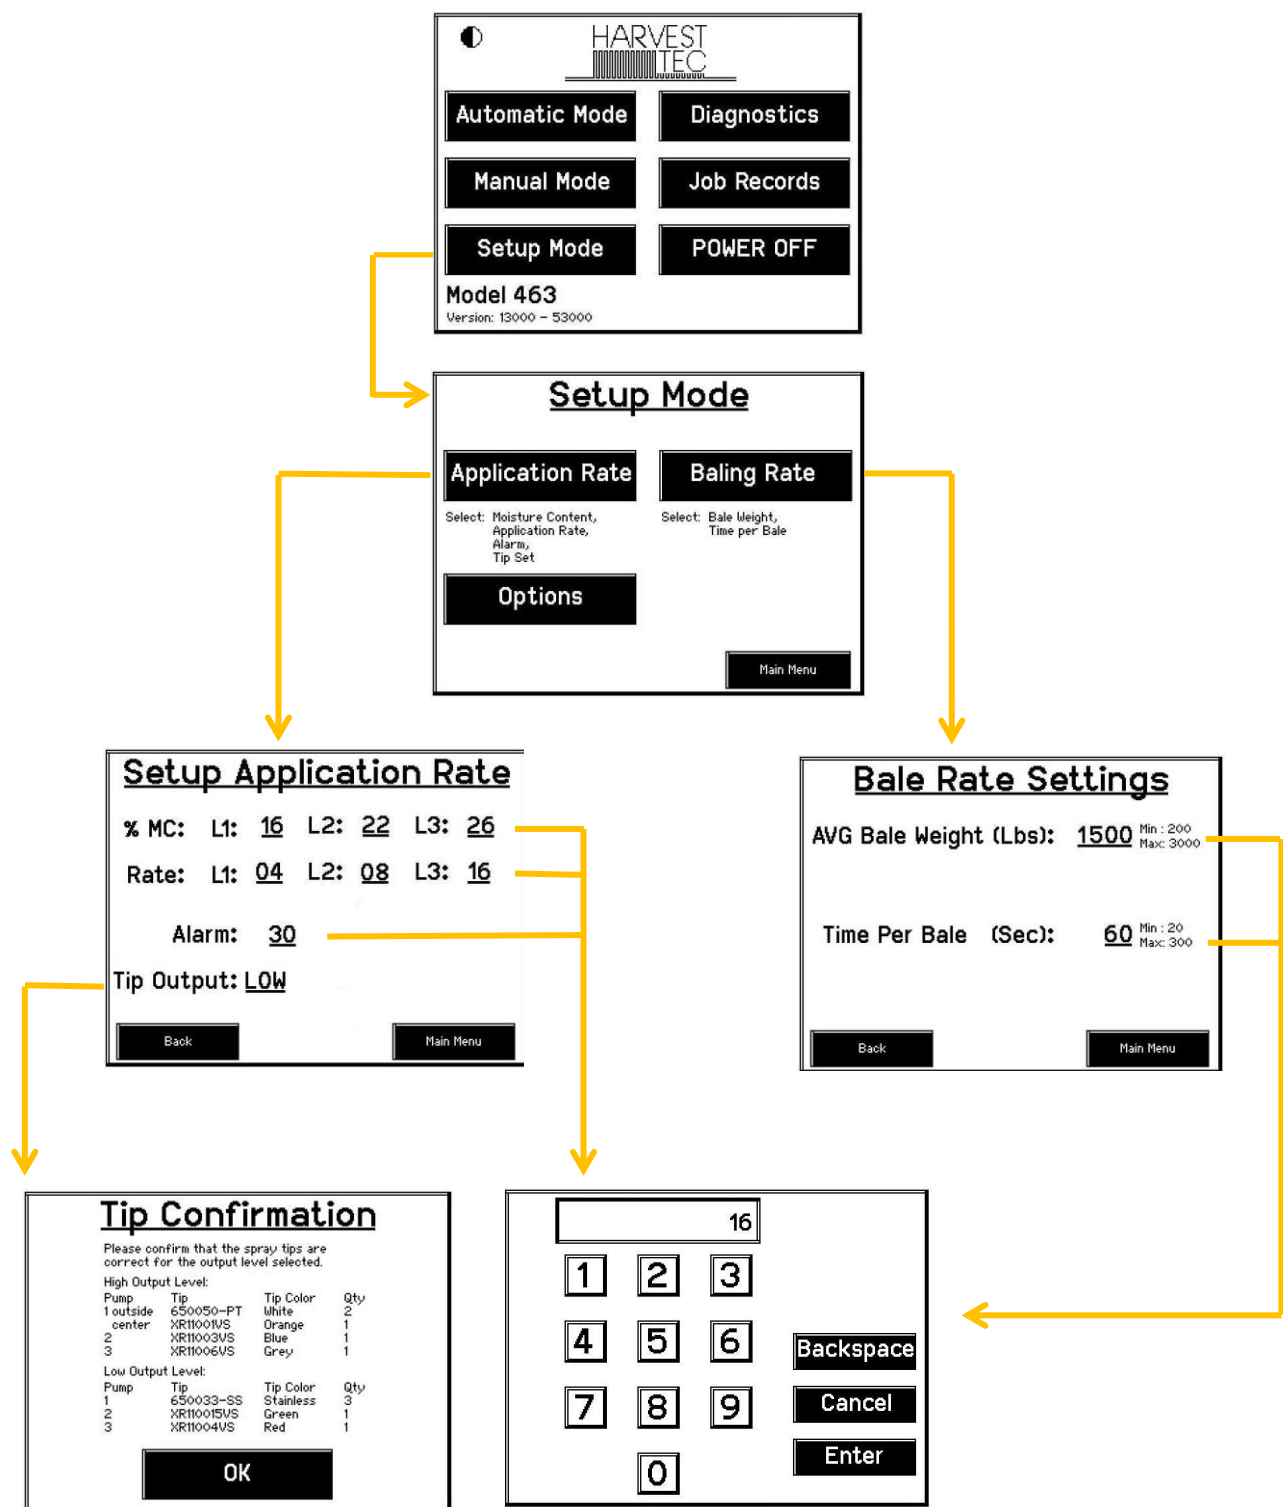 HARVEST
TEC
Automatic Mode
Diagnostics
Manual Mode
Job Records
Setup Mode
POWER OFF
Model 463
Version: 13000 - 53000
Setup Mode
Application Rate
Baling Rate
Select: Moisture Content,
Application Rate,
Alarm,
Tip Set
Select: Bale Weight,
Time per Bale
Options
Main Menu
Setup Application Rate
% MC: L1: 16 L2: 22 L3: 26
Rate: L1: 04 L2: 08 L3: 16
Alarm: 30
Tip Output: LOW
Back
Main Menu
Bale Rate Settings
AVG Bale Weight (Lbs): 1500 Min : 200
Max: 3000
Time Per Bale (Sec): 60 Min : 20
Max: 300
Back
Main Menu
Tip Confirmation
Please confirm that the spray tips are
correct for the output level selected.
High Output Level:
Pump Tip Tip Color Qty
1 outside 650050-PT White 2
center XR11001VS Orange 1
2 XR11003VS Blue 1
3 XR11006VS Grey 1
Low Output Level:
Pump Tip Tip Color Qty
1 650033-SS Stainless 3
2 XR110015VS Green 1
3 XR11004VS Red 1
OK
16
1 2 3
4 5 6
7 8 9
0
Backspace
Cancel
Enter